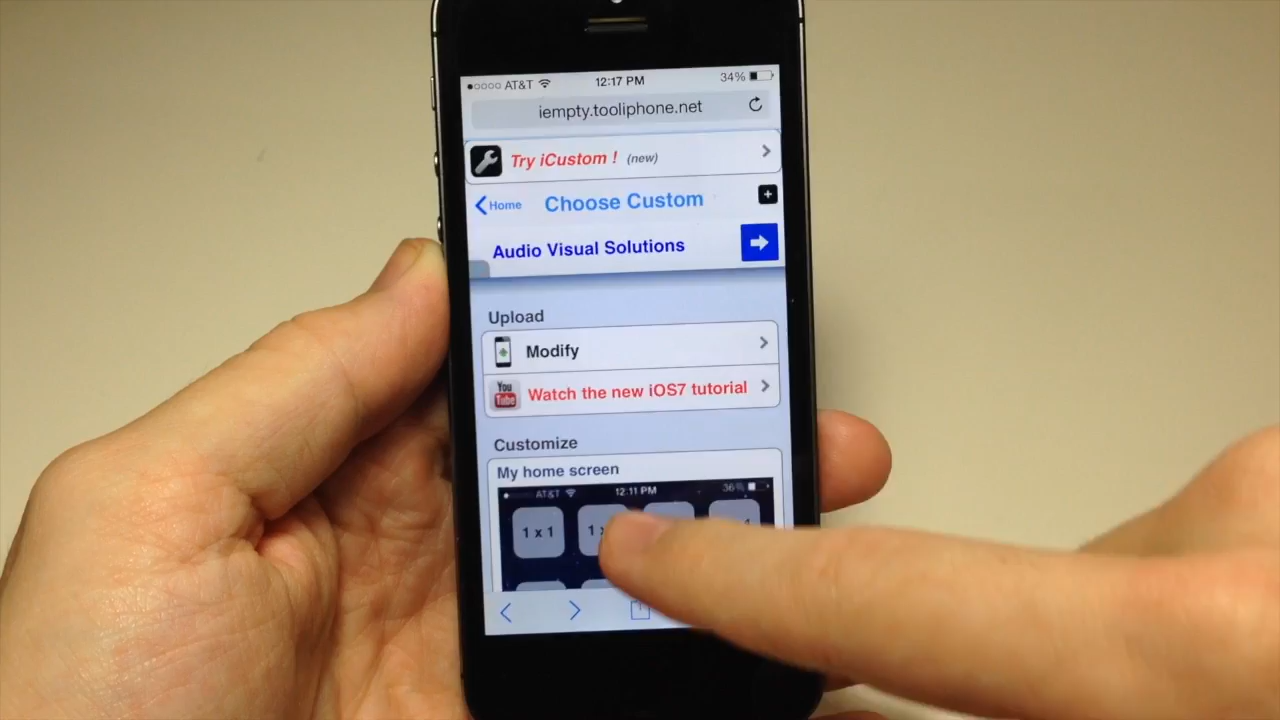 AT&T 12:17 PM 34%
iempty.tooliphone.net
Try iCustom ! (new)
Home Choose Custom +
Audio Visual Solutions
Upload
Modify
You Tube Watch the new iOS7 tutorial
Customize
My home screen
AT&T 12:11 PM 36%
1 x 1